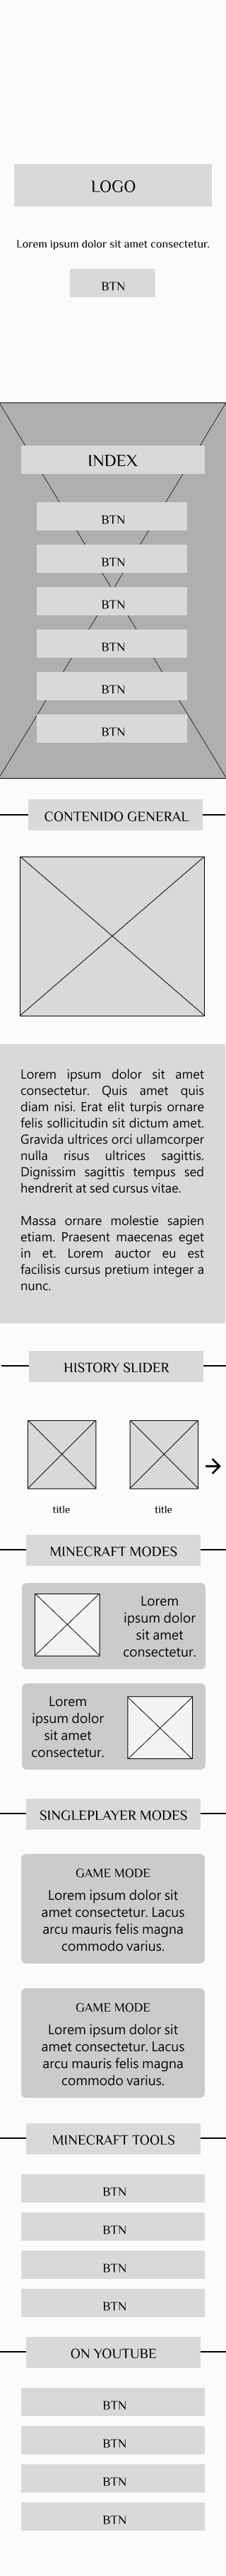 LOGO
Lorem ipsum dolor sit amet consectetur.
BTN
INDEX
BTN
BTN
BTN
BTN
BTN
BTN
CONTENIDO GENERAL
Lorem ipsum dolor sit amet
consectetur. Quis amet quis
diam nisi. Erat elit turpis ornare
felis sollicitudin sit dictum amet.
Gravida ultrices orci ullamcorper
nulla risus ultrices sagittis.
Dignissim sagittis tempus sed
hendrerit at sed cursus vitae.
Massa ornare molestie sapien
etiam. Praesent maecenas eget
in et. Lorem auctor eu est
facilisis cursus pretium integer a
nunc.
HISTORY SLIDER
title
title
MINECRAFT MODES
Lorem
ipsum dolor
sit amet
consectetur.
Lorem
ipsum dolor
sit amet
consectetur.
SINGLEPLAYER MODES
GAME MODE
Lorem ipsum dolor sit
amet consectetur. Lacus
arcu mauris felis magna
commodo varius.
GAME MODE
Lorem ipsum dolor sit
amet consectetur. Lacus
arcu mauris felis magna
commodo varius.
MINECRAFT TOOLS
BTN
BTN
BTN
BTN
ON YOUTUBE
BTN
BTN
BTN
BTN